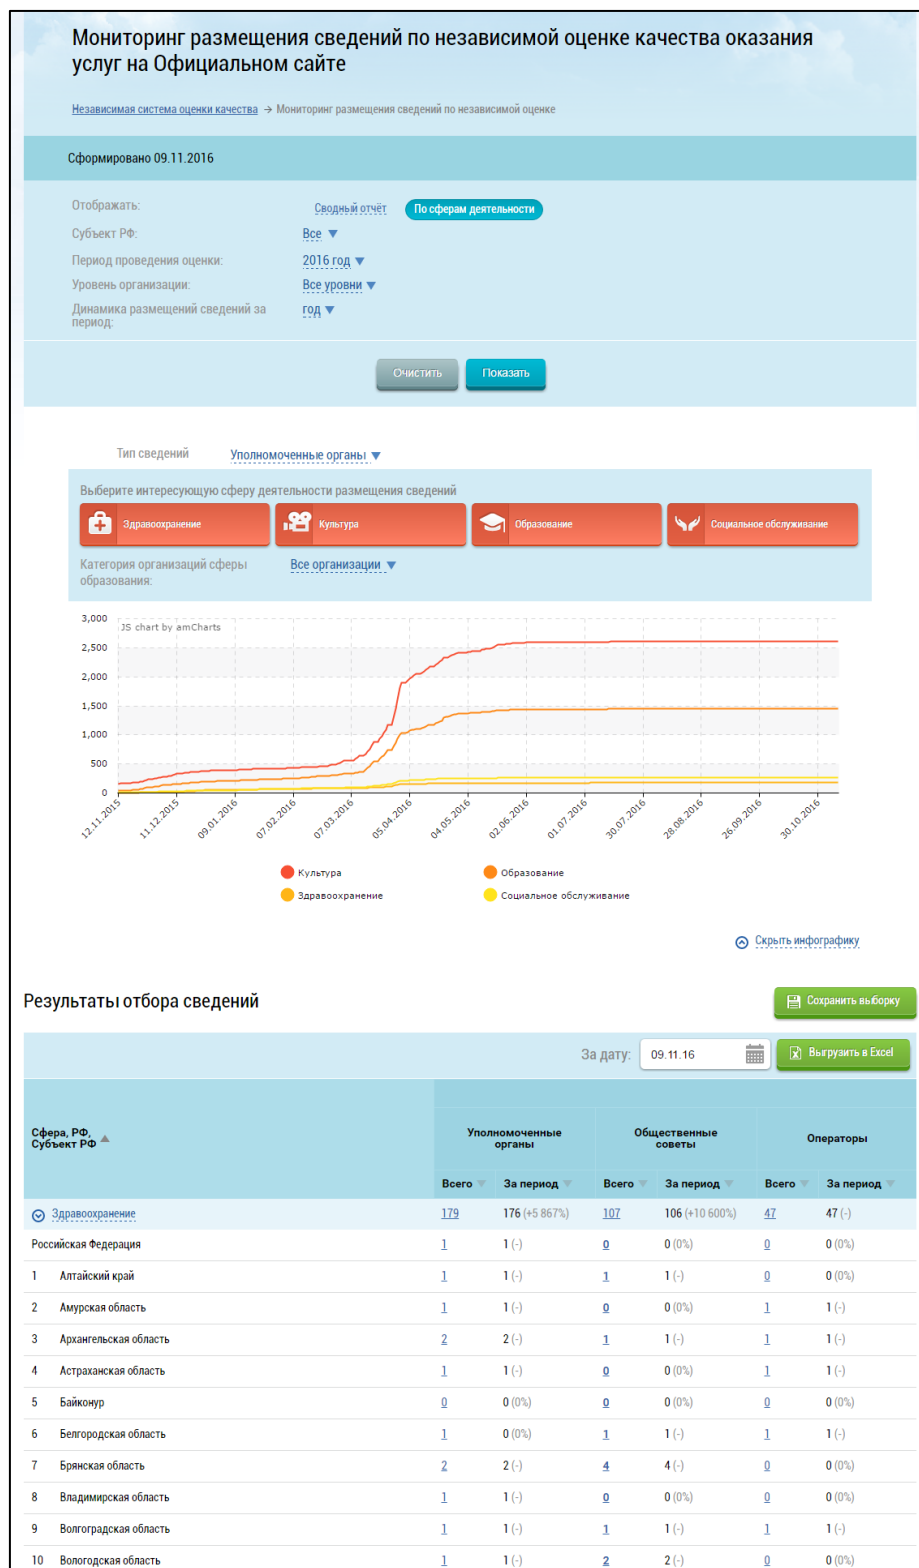 Мониторинг размещения сведений по независимой оценке качества оказания
услуг на Официальном сайте
Независимая система оценки качества → Мониторинг размещения сведений по независимой оценке
Сформировано 09.11.2016
Отображать: Сводный отчёт По сферам деятельности
Субъект РФ: Все
Период проведения оценки: 2016 год
Уровень организации: Все уровни
Динамика размещений сведений за
период: год
Очистить Показать
Тип сведений Уполномоченные органы
Выберите интересующую сферу деятельности размещения сведений
Здравоохранение Культура Образование Социальное обслуживание
Категория организаций сферы
образования: Все организации
JS chart by amCharts
3,000
2,500
2,000
1,500
1,000
500
0
12.11.2015 11.12.2015 09.01.2016 07.02.2016 07.03.2016 05.04.2016 04.05.2016 02.06.2016 01.07.2016 30.07.2016 28.08.2016 26.09.2016 30.10.2016
Культура Образование
Здравоохранение Социальное обслуживание
Скрыть инфографику
Результаты отбора сведений Сохранить выборку
За дату: 09.11.16 Выгрузить в Excel
Сфера, РФ,
Субъект РФ
Уполномоченные
органы
Общественные
советы
Операторы
Всего За период Всего За период Всего За период
Здравоохранение 179 176 (+5 867%) 107 106 (+10 600%) 47 47 (-)
Российская Федерация 1 1 (-) 0 0 (0%) 0 0 (0%)
1 Алтайский край 1 1 (-) 1 1 (-) 0 0 (0%)
2 Амурская область 1 1 (-) 0 0 (0%) 1 1 (-)
3 Архангельская область 2 2 (-) 1 1 (-) 1 1 (-)
4 Астраханская область 1 1 (-) 0 0 (0%) 1 1 (-)
5 Байконур 0 0 (0%) 0 0 (0%) 0 0 (0%)
6 Белгородская область 1 0 (0%) 1 1 (-) 1 1 (-)
7 Брянская область 2 2 (-) 4 4 (-) 0 0 (0%)
8 Владимирская область 1 1 (-) 0 0 (0%) 0 0 (0%)
9 Волгоградская область 1 1 (-) 1 1 (-) 1 1 (-)
10 Вологодская область 1 1 (-) 2 2 (-) 0 0 (0%)